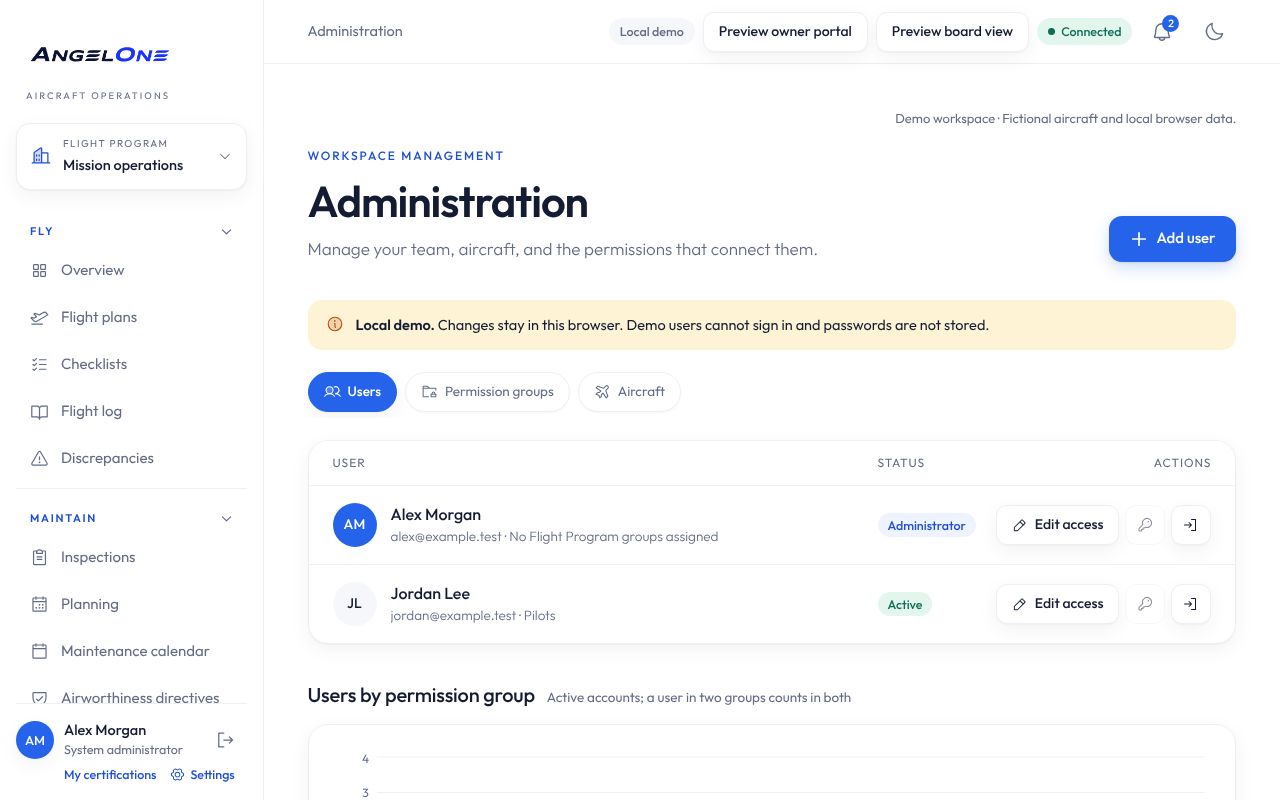 ANGELONE
AIRCRAFT OPERATIONS
FLIGHT PROGRAM
Mission operations
FLY
Overview
Flight plans
Checklists
Flight log
Discrepancies
MAINTAIN
Inspections
Planning
Maintenance calendar
Airworthiness directives
AM
Alex Morgan
System administrator
My certifications
Settings
Administration
Local demo
Preview owner portal
Preview board view
Connected
2
Demo workspace · Fictional aircraft and local browser data.
WORKSPACE MANAGEMENT
Administration
Manage your team, aircraft, and the permissions that connect them.
Add user
Local demo. Changes stay in this browser. Demo users cannot sign in and passwords are not stored.
Users
Permission groups
Aircraft
USER STATUS ACTIONS
AM
Alex Morgan
alex@example.test · No Flight Program groups assigned
Administrator
Edit access
JL
Jordan Lee
jordan@example.test · Pilots
Active
Edit access
Users by permission group
Active accounts; a user in two groups counts in both
4
3